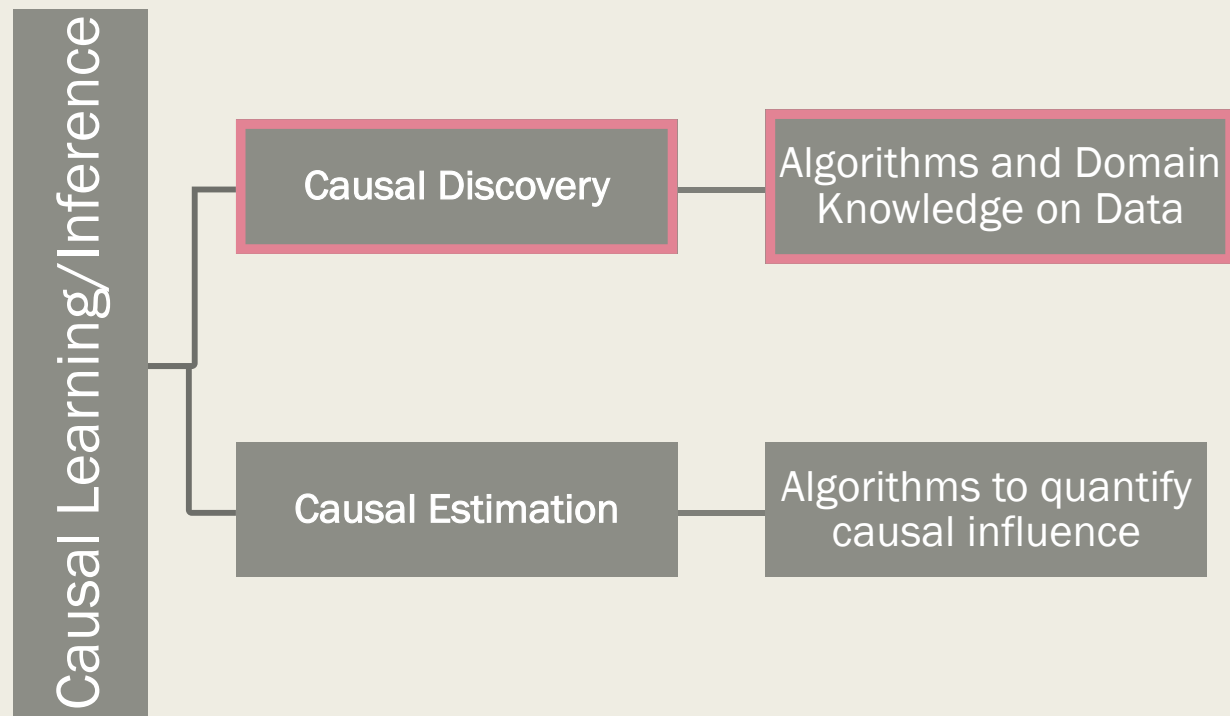 Causal Learning/Inference
Causal Discovery
Algorithms and Domain
Knowledge on Data
Causal Estimation
Algorithms to quantify
causal influence